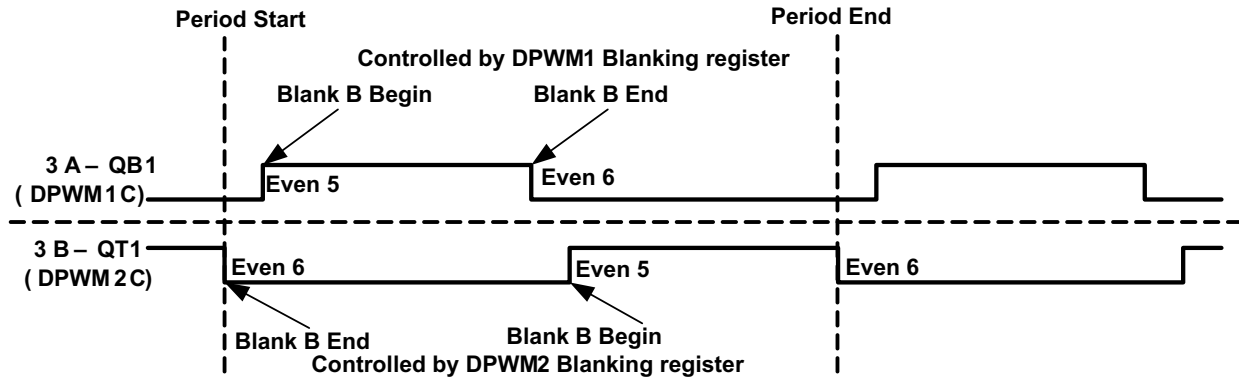 Period Start
Period End
Controlled by DPWM1 Blanking register
Blank B Begin
Blank B End
3 A – QB1
( DPWM1C)
Even 5
Even 6
3 B – QT1
( DPWM2C)
Even 6
Even 5
Even 6
Blank B End
Blank B Begin
Controlled by DPWM2 Blanking register